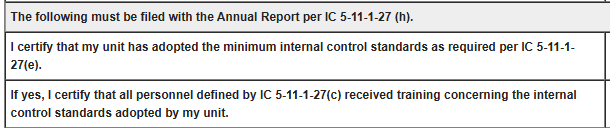 The following must be filed with the Annual Report per IC 5-11-1-27 (h).
I certify that my unit has adopted the minimum internal control standards as required per IC 5-11-1-
27(e).
If yes, I certify that all personnel defined by IC 5-11-1-27(c) received training concerning the internal
control standards adopted by my unit.